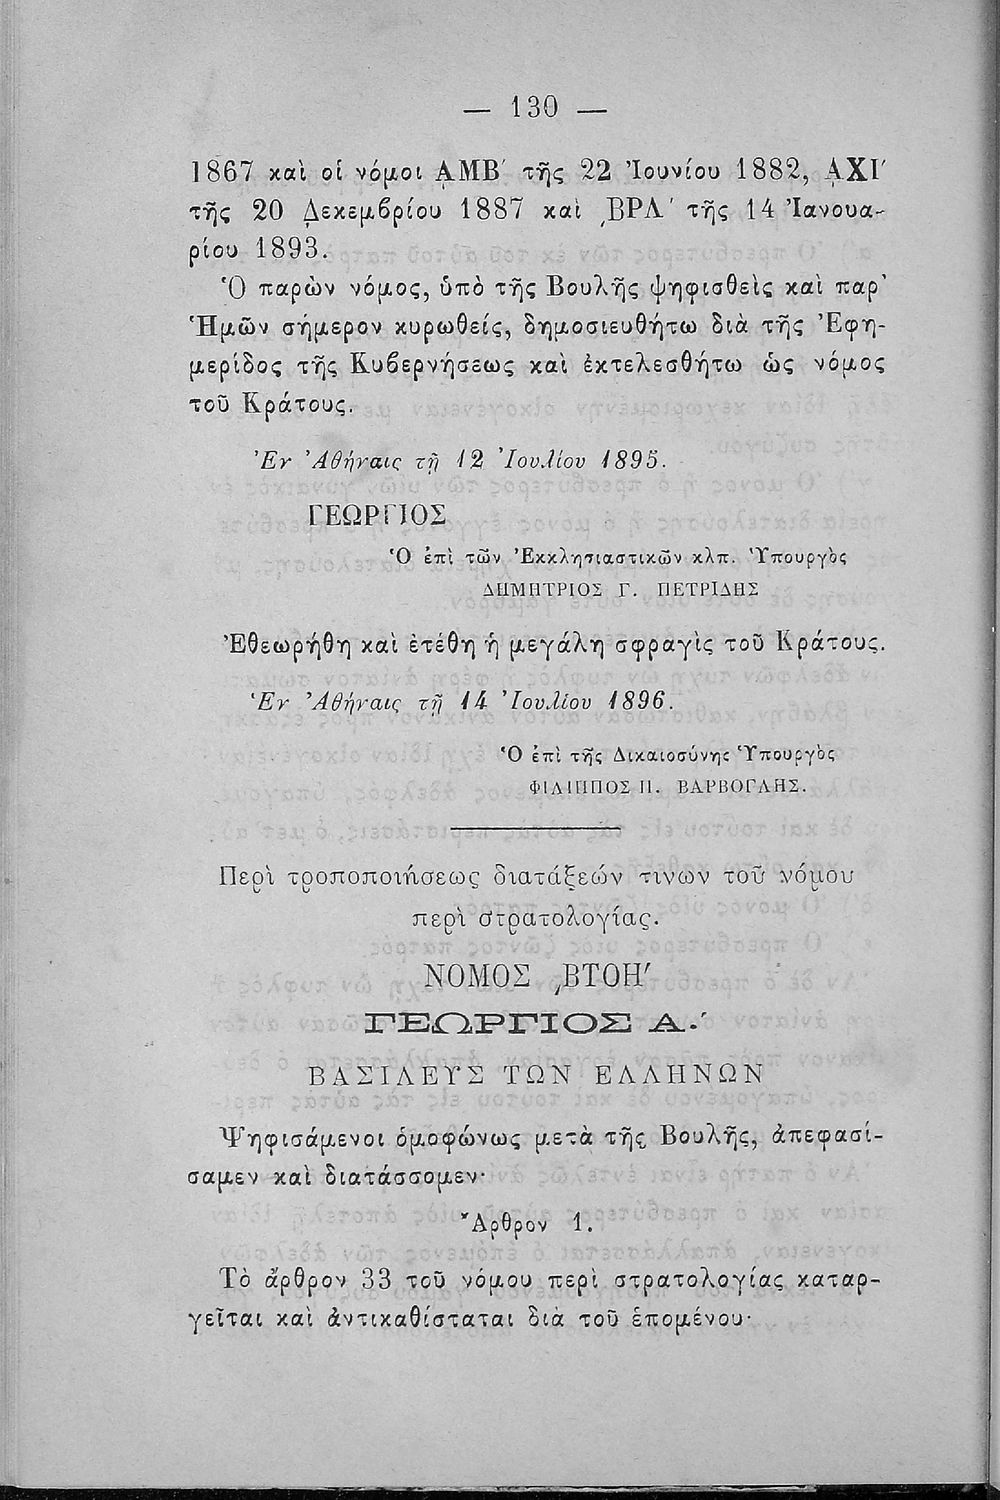 — 130 —
1867 καὶ οἱ νόμοι ͵ΑΜΒ′ τῆς 22 Ἰουνίου 1882, ͵ΑΧΙ′
τῆς 20 Δεκεμβρίου 1887 καὶ ͵ΒΡΛ′ τῆς 14 Ἰανουα-
ρίου 1893.
Ὁ παρὼν νόμος, ὑπὸ τῆς Βουλῆς ψηφισθεὶς καὶ παρ᾽
Ἡμῶν σήμερον κυρωθείς, δημοσιευθήτω διὰ τῆς Ἐφη-
μερίδος τῆς Κυβερνήσεως καὶ ἐκτελεσθήτω ὡς νόμος
τοῦ Κράτους.
Ἐν Ἀθήναις τῇ 12 Ἰουλίου 1895.
ΓΕΩΡΓΙΟΣ
Ὁ ἐπὶ τῶν Ἐκκλησιαστικῶν κλπ. Ὑπουργὸς
ΔΗΜΗΤΡΙΟΣ Γ. ΠΕΤΡΙΔΗΣ
Ἐθεωρήθη καὶ ἐτέθη ἡ μεγάλη σφραγὶς τοῦ Κράτους.
Ἐν Ἀθήναις τῇ 14 Ἰουλίου 1896.
Ὁ ἐπὶ τῆς Δικαιοσύνης Ὑπουργὸς
ΦΙΛΙΠΠΟΣ Π. ΒΑΡΒΟΓΛΗΣ.
Περὶ τροποποιήσεως διατάξεών τινων τοῦ νόμου
περὶ στρατολογίας.
ΝΟΜΟΣ ͵ΒΤΟΗ′
ΓΕΩΡΓΙΟΣ Α.′
ΒΑΣΙΛΕΥΣ ΤΩΝ ΕΛΛΗΝΩΝ
Ψηφισάμενοι ὁμοφώνως μετὰ τῆς Βουλῆς, ἀπεφασί-
σαμεν καὶ διατάσσομεν·
Ἄρθρον 1.
Τὸ ἄρθρον 33 τοῦ νόμου περὶ στρατολογίας καταρ-
γεῖται καὶ ἀντικαθίσταται διὰ τοῦ ἑπομένου·